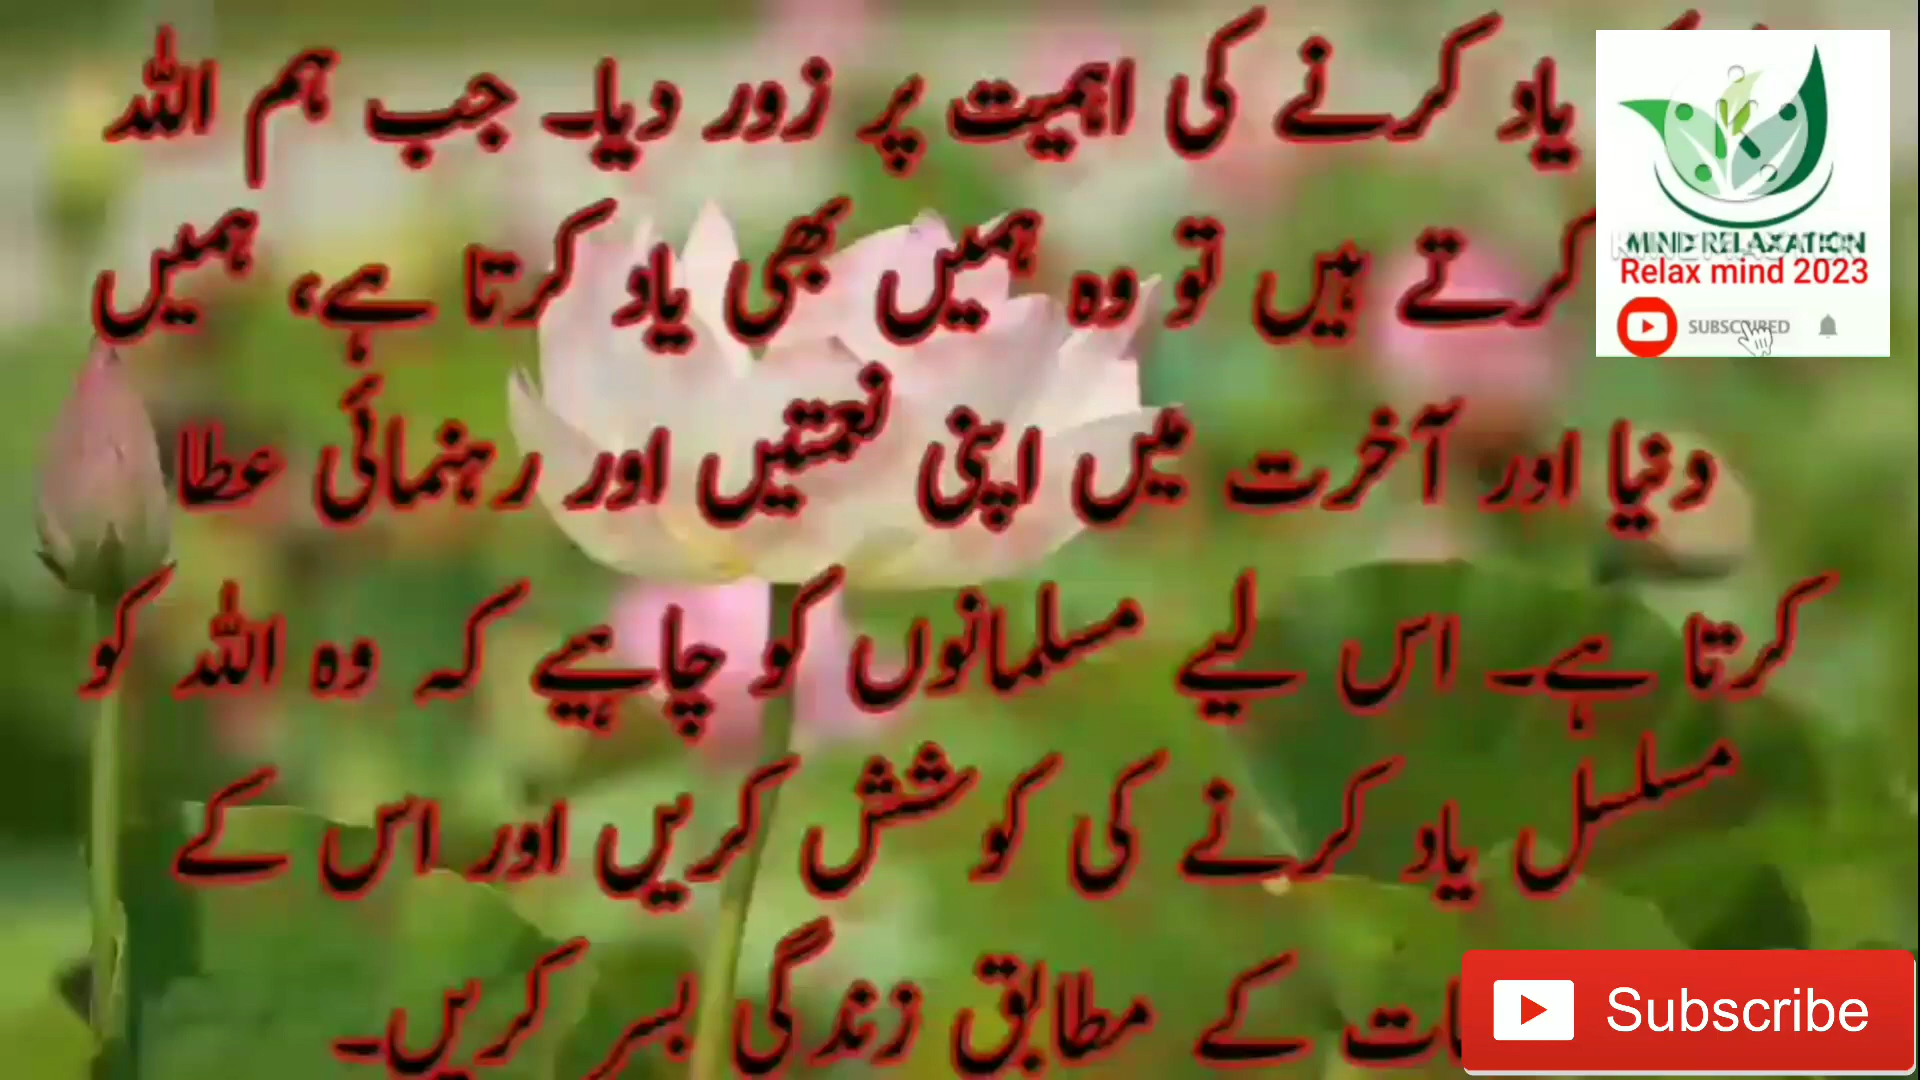 یاد کرنے کی اہمیت پر زور دیا۔ جب ہم اللہ
کرتے ہیں تو وہ ہمیں بھی یاد کرتا ہے، ہمیں
دنیا اور آخرت میں اپنی نعمتیں اور رہنمائی عطا
کرتا ہے۔ اس لیے مسلمانوں کو چاہیے کہ وہ اللہ کو
مسلسل یاد کرنے کی کوشش کریں اور اس کے
کے مطابق زندگی بسر کریں۔
MIND RELAXATION
Relax mind 2023
SUBSCRIBED
Subscribe